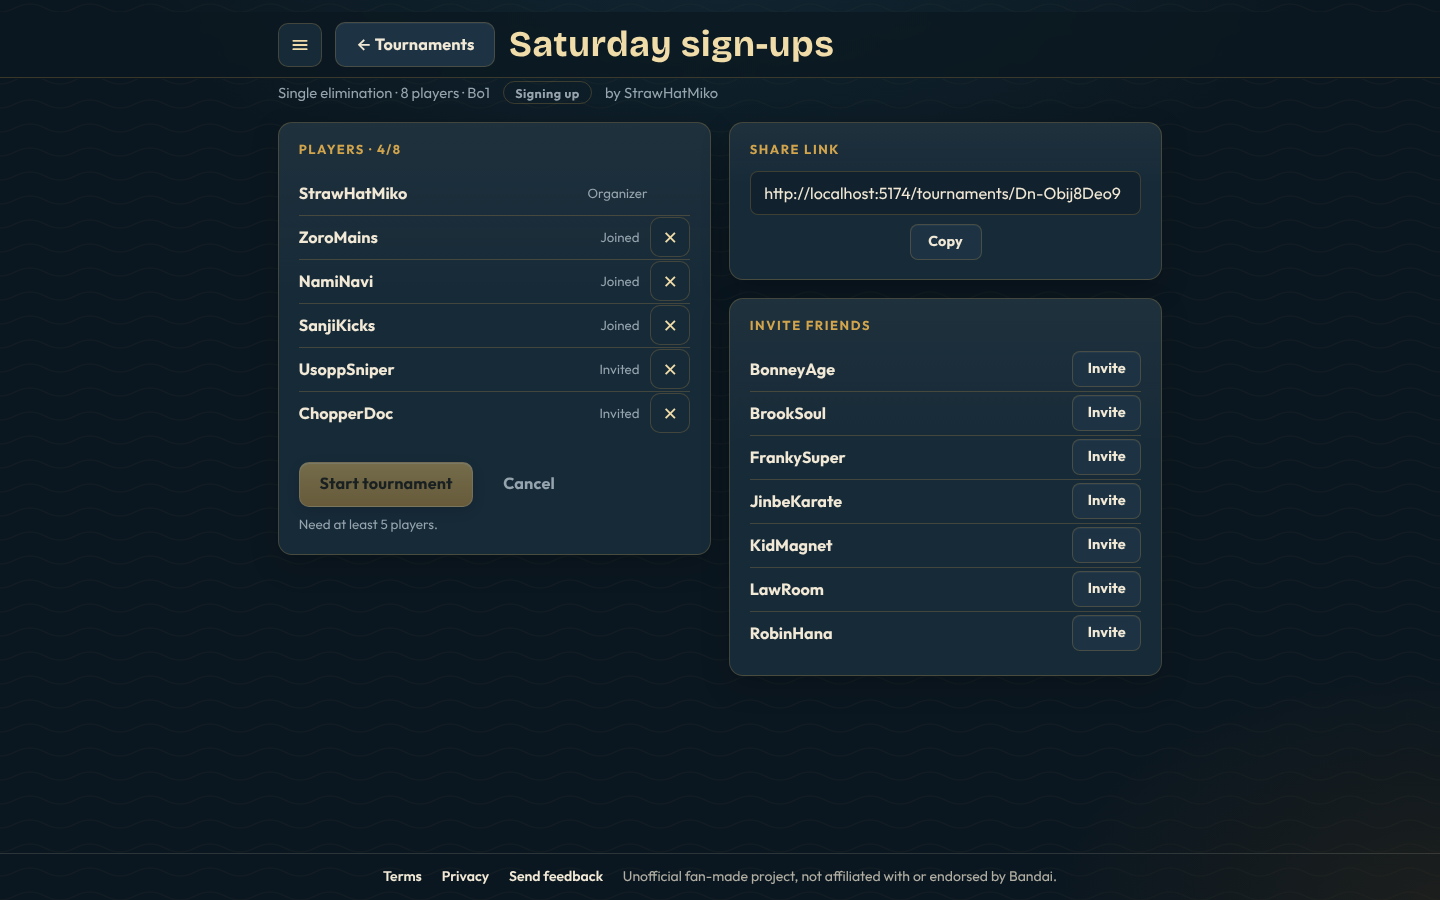 ← Tournaments Saturday sign-ups
Single elimination · 8 players · Bo1 Signing up by StrawHatMiko
PLAYERS · 4/8
StrawHatMiko Organizer
ZoroMains Joined ✕
NamiNavi Joined ✕
SanjiKicks Joined ✕
UsoppSniper Invited ✕
ChopperDoc Invited ✕
Start tournament Cancel
Need at least 5 players.
SHARE LINK
http://localhost:5174/tournaments/Dn-Obij8Deo9
Copy
INVITE FRIENDS
BonneyAge Invite
BrookSoul Invite
FrankySuper Invite
JinbeKarate Invite
KidMagnet Invite
LawRoom Invite
RobinHana Invite
Terms Privacy Send feedback Unofficial fan-made project, not affiliated with or endorsed by Bandai.